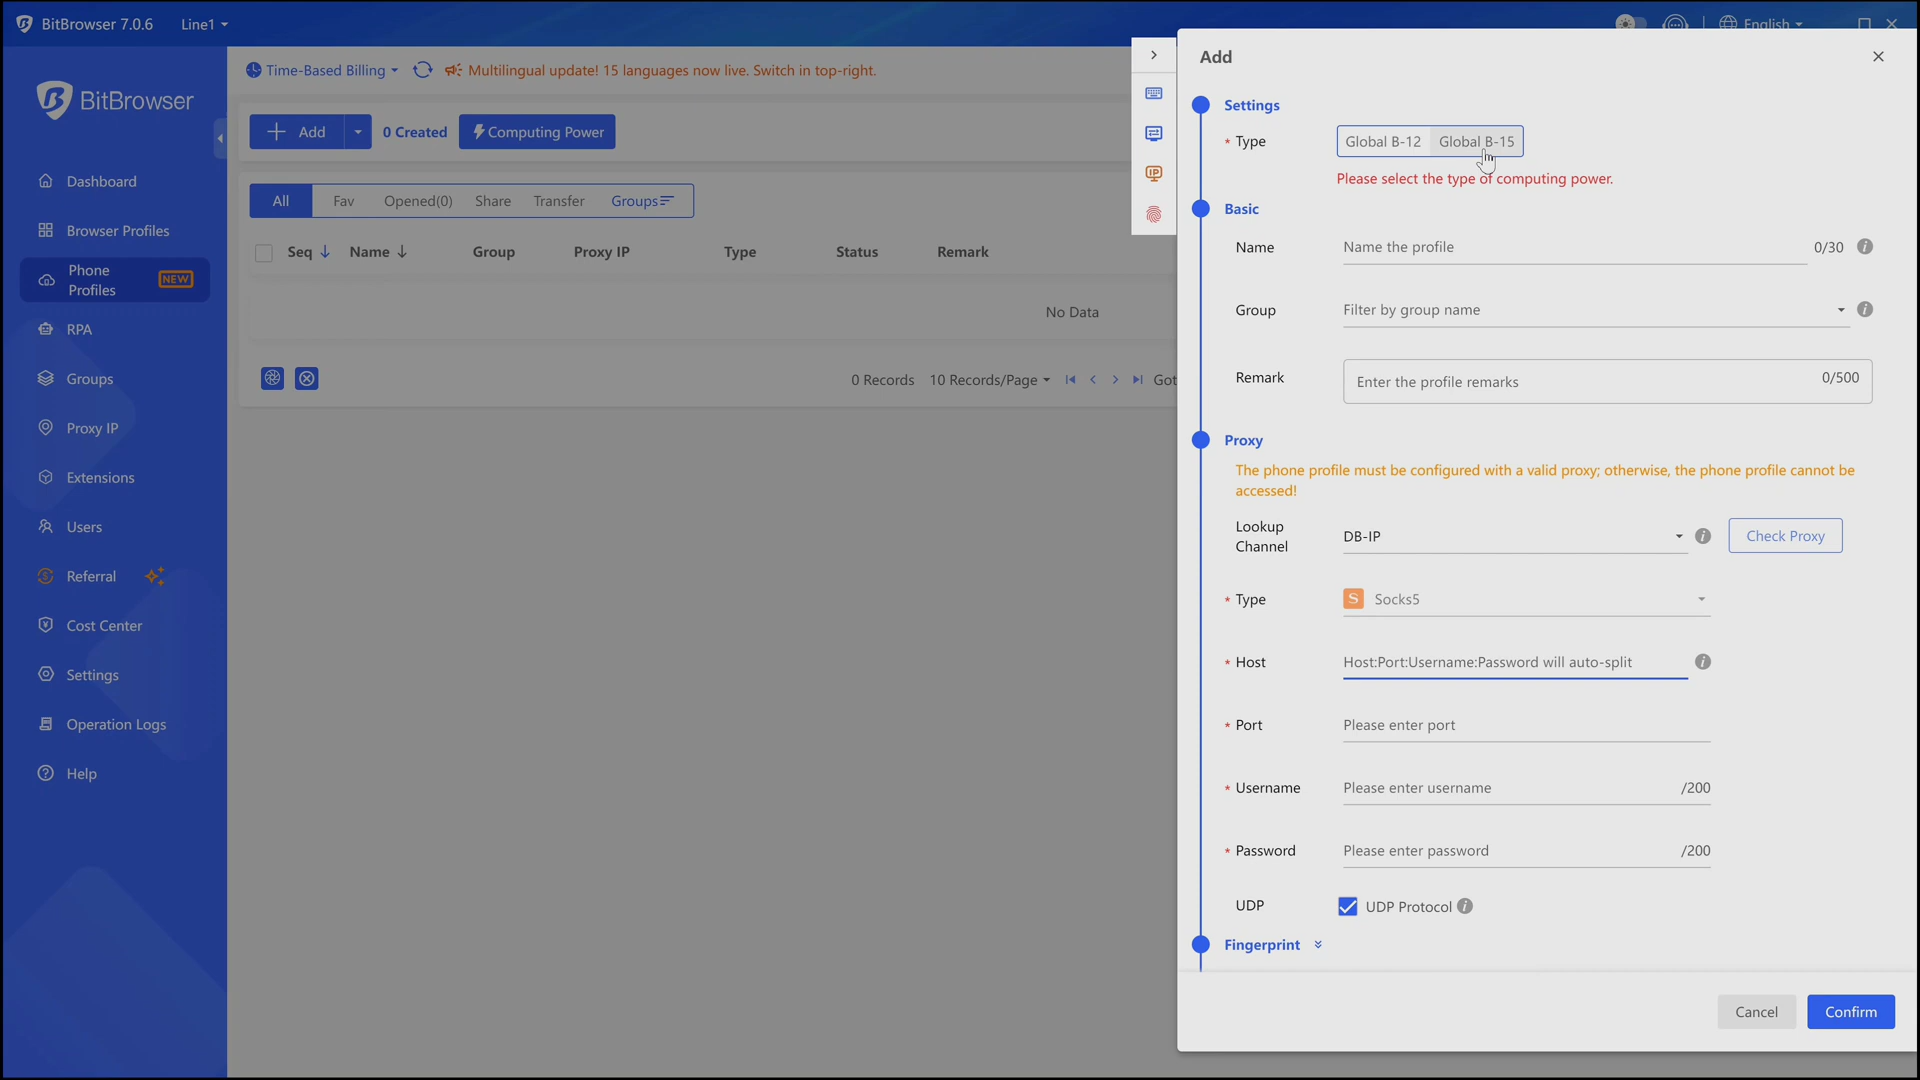 BitBrowser 7.0.6 Line1 English
BitBrowser
Dashboard
Browser Profiles
Phone Profiles NEW
RPA
Groups
Proxy IP
Extensions
Users
Referral
Cost Center
Settings
Operation Logs
Help
Time-Based Billing Multilingual update! 15 languages now live. Switch in top-right.
Add 0 Created Computing Power
All Fav Opened(0) Share Transfer Groups
Seq Name Group Proxy IP Type Status Remark
No Data
0 Records 10 Records/Page Got
IP
Add
Settings
* Type Global B-12 Global B-15
Please select the type of computing power.
Basic
Name Name the profile 0/30
Group Filter by group name
Remark Enter the profile remarks 0/500
Proxy
The phone profile must be configured with a valid proxy; otherwise, the phone profile cannot be
accessed!
Lookup Channel DB-IP Check Proxy
* Type S Socks5
* Host Host:Port:Username:Password will auto-split
* Port Please enter port
* Username Please enter username /200
* Password Please enter password /200
UDP UDP Protocol
Fingerprint
Cancel Confirm